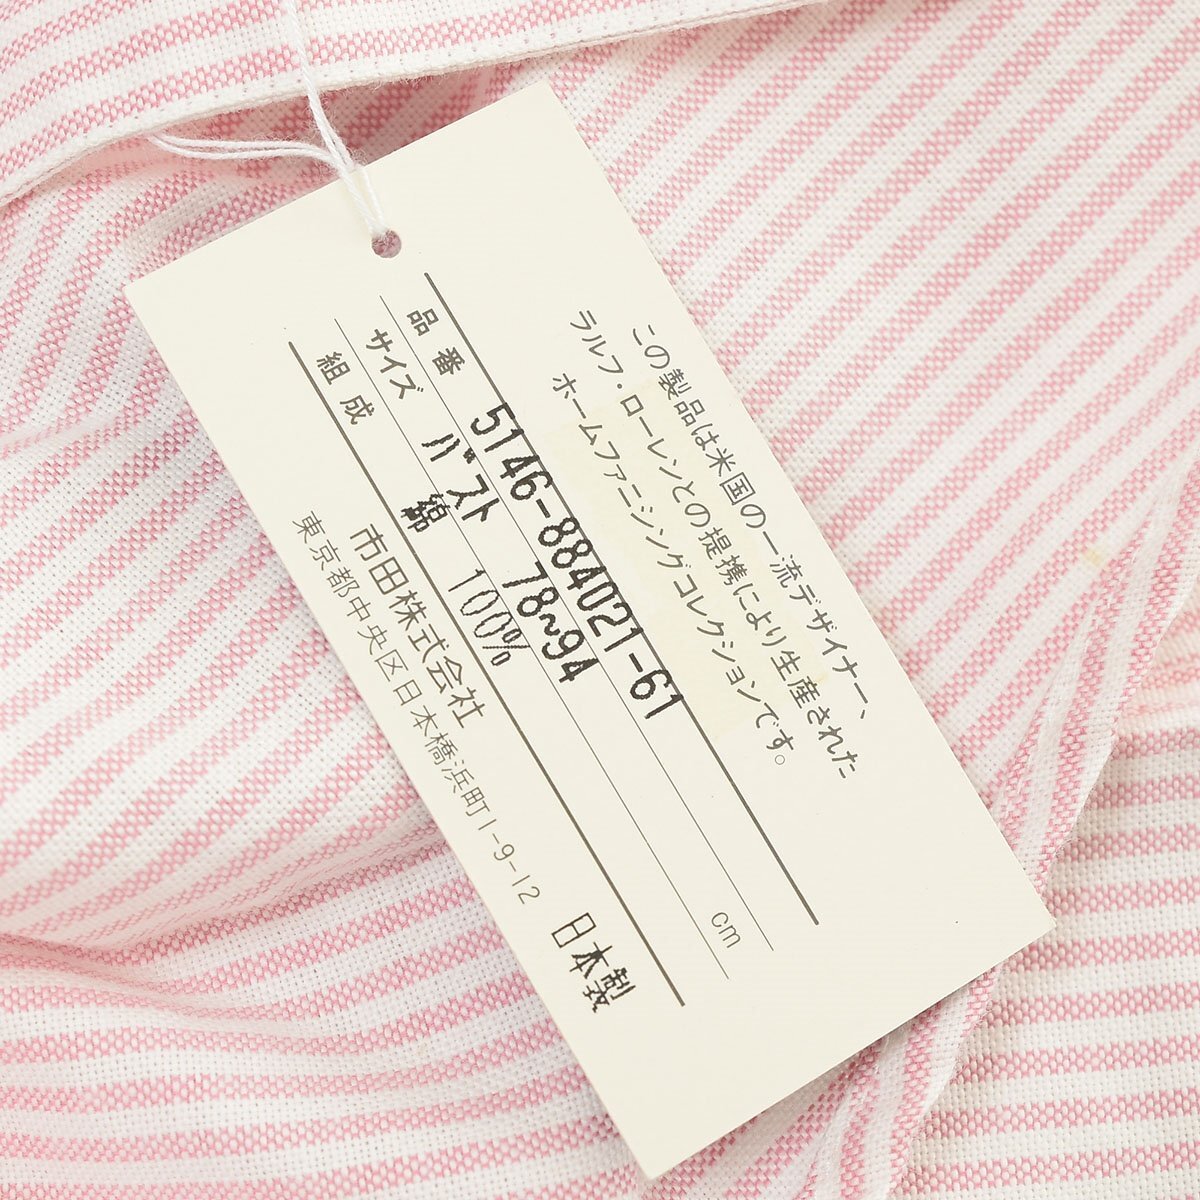 この製品は米国の一流デザイナー、
ラルフ・ローレンとの提携により生産された
ホームファニシングコレクションです。
品番 5146-884021-61
サイズ バスト 78~94 cm
組成 綿 100%
市田株式会社
東京都中央区日本橋浜町1-9-12
日本製